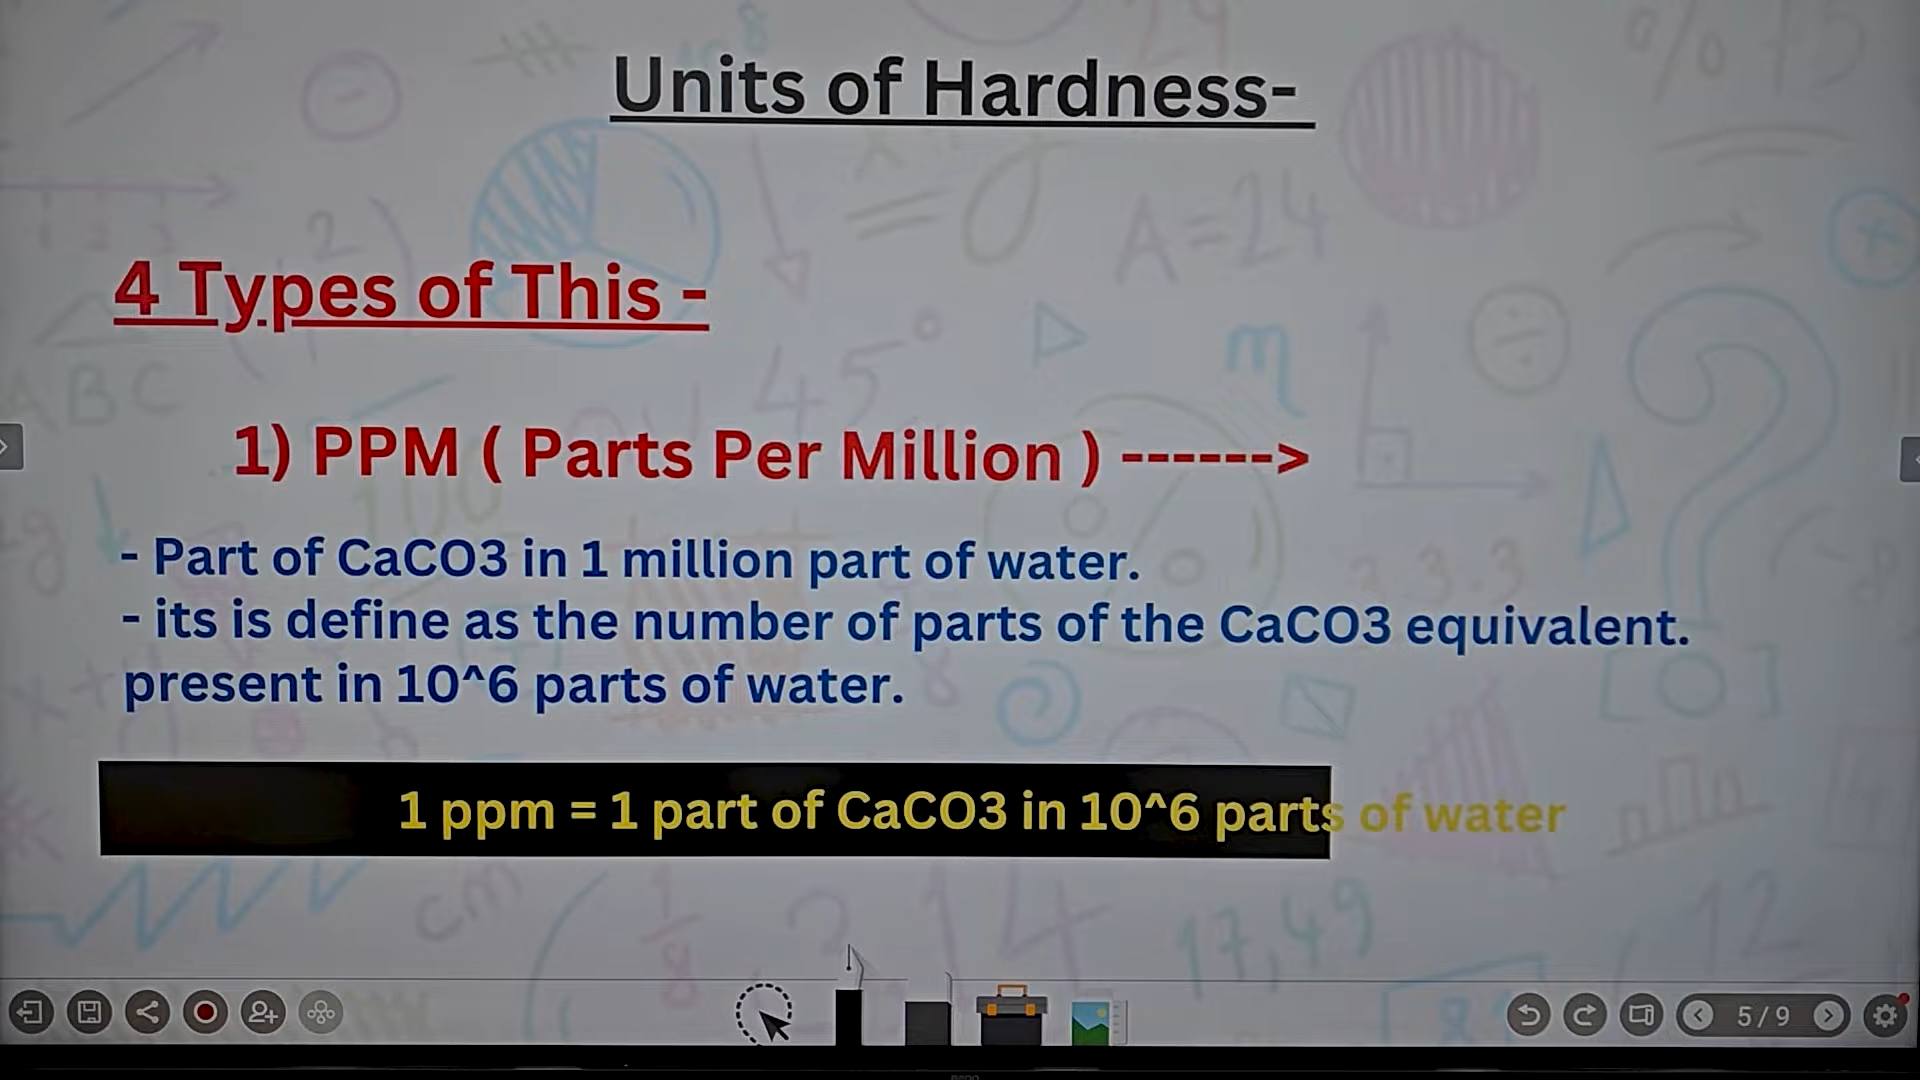 Units of Hardness-
4 Types of This -
1) PPM ( Parts Per Million ) ------>
- Part of CaCO3 in 1 million part of water.
- its is define as the number of parts of the CaCO3 equivalent.
present in 10^6 parts of water.
1 ppm = 1 part of CaCO3 in 10^6 parts of water
5 / 9